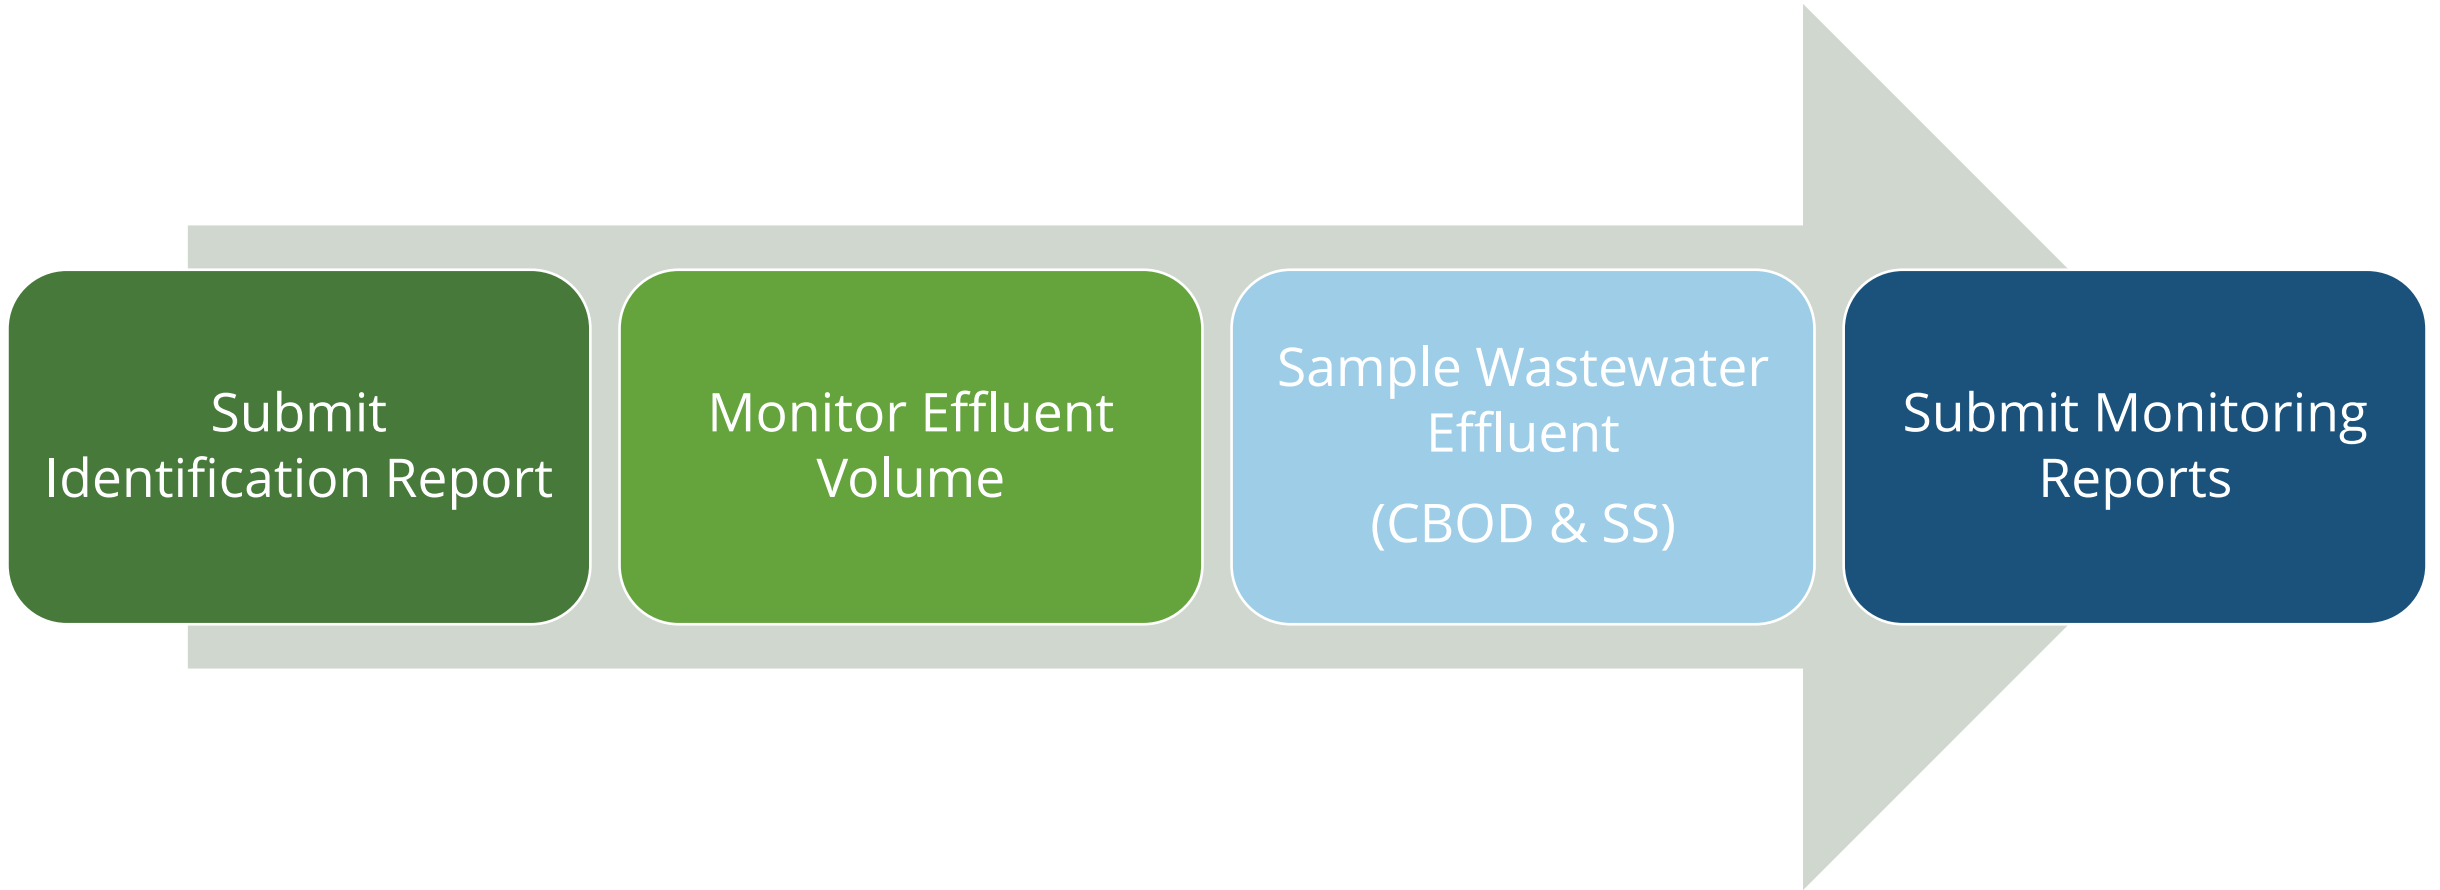 Submit
Identification Report
Monitor Effluent
Volume
Sample Wastewater
Effluent
(CBOD & SS)
Submit Monitoring
Reports